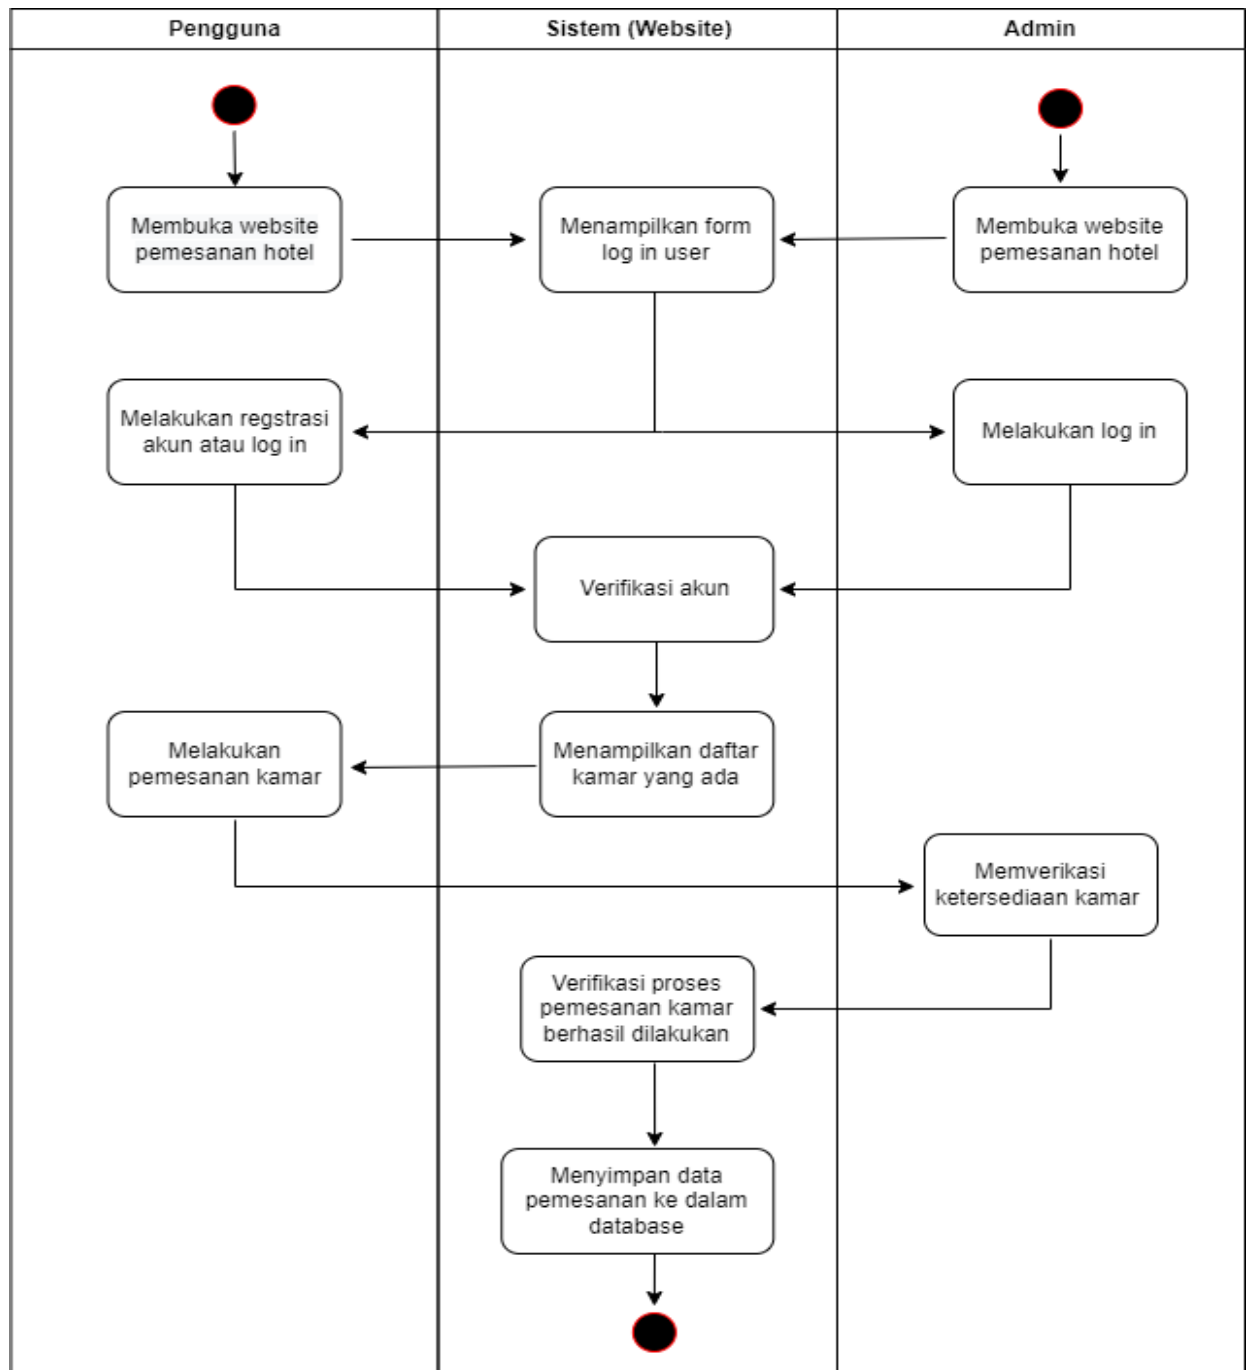 Pengguna
Sistem (Website)
Admin
Membuka website
pemesanan hotel
Menampilkan form
log in user
Membuka website
pemesanan hotel
Melakukan regstrasi
akun atau log in
Melakukan log in
Verifikasi akun
Melakukan
pemesanan kamar
Menampilkan daftar
kamar yang ada
Memverikasi
ketersediaan kamar
Verifikasi proses
pemesanan kamar
berhasil dilakukan
Menyimpan data
pemesanan ke dalam
database